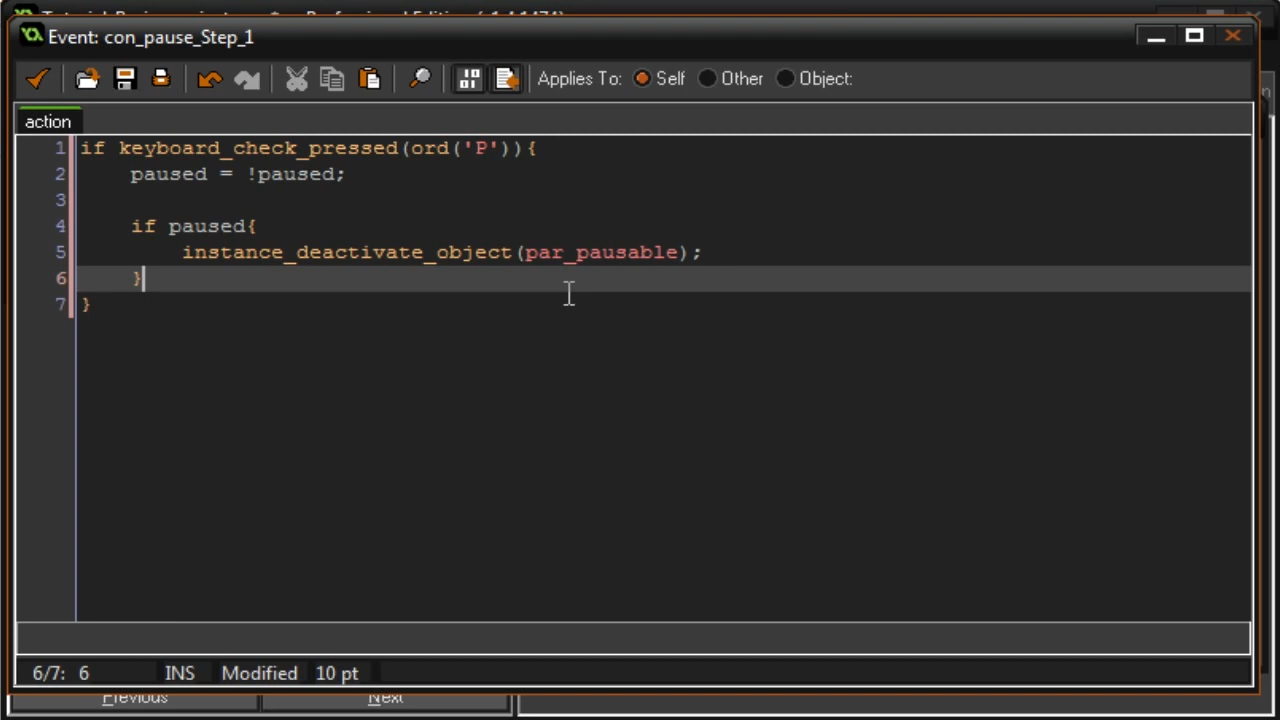 Event: con_pause_Step_1
Applies To: Self Other Object:
action
1 if keyboard_check_pressed(ord('P')){
2 paused = !paused;
3
4 if paused{
5 instance_deactivate_object(par_pausable);
6 }
7 }
6/7: 6 INS Modified 10 pt
Previous Next